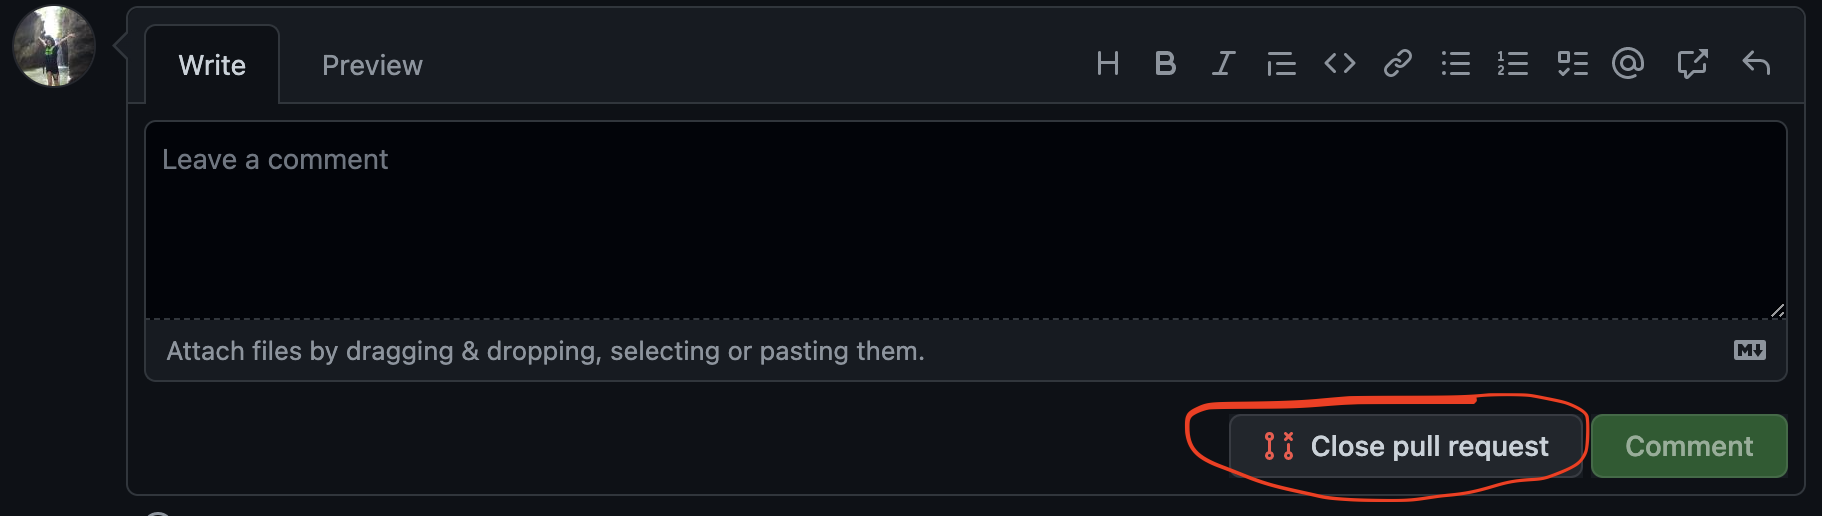 Write Preview H B I
Leave a comment
Attach files by dragging & dropping, selecting or pasting them. M
Close pull request Comment